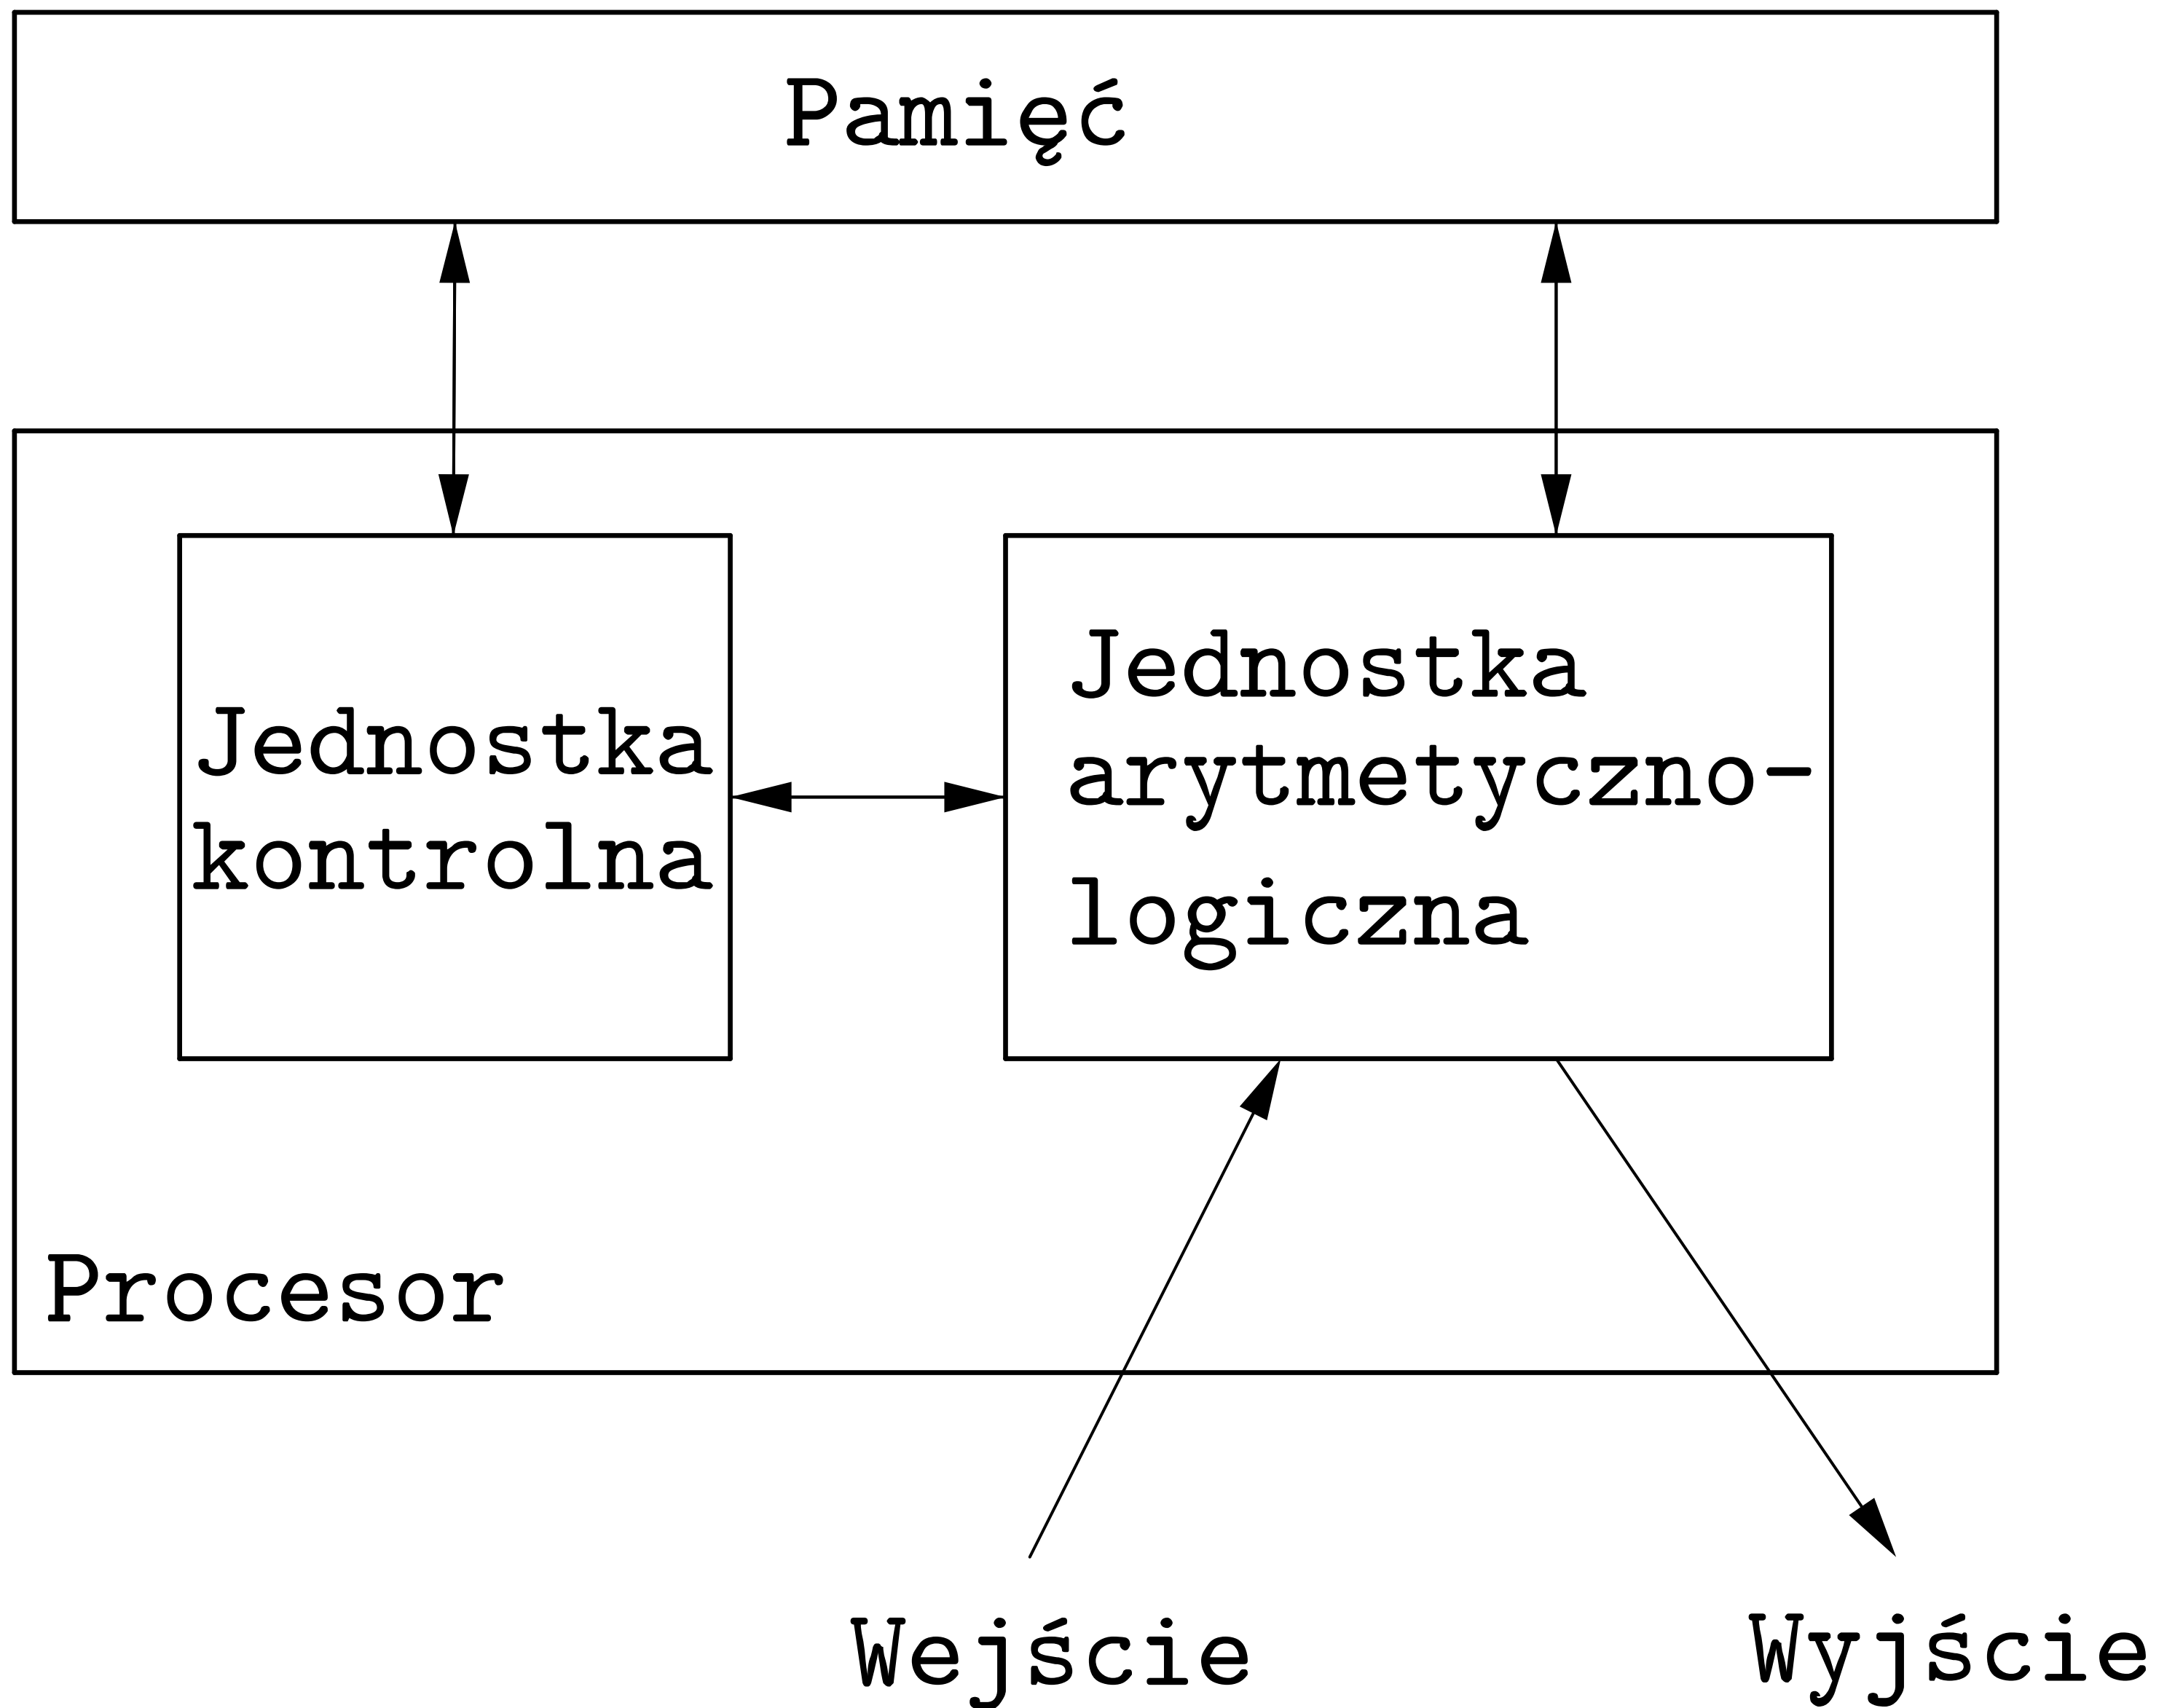 Pamięć
Jednostka
kontrolna
Jednostka
arytmetyczno-
logiczna
Procesor
Wejście
Wyjście